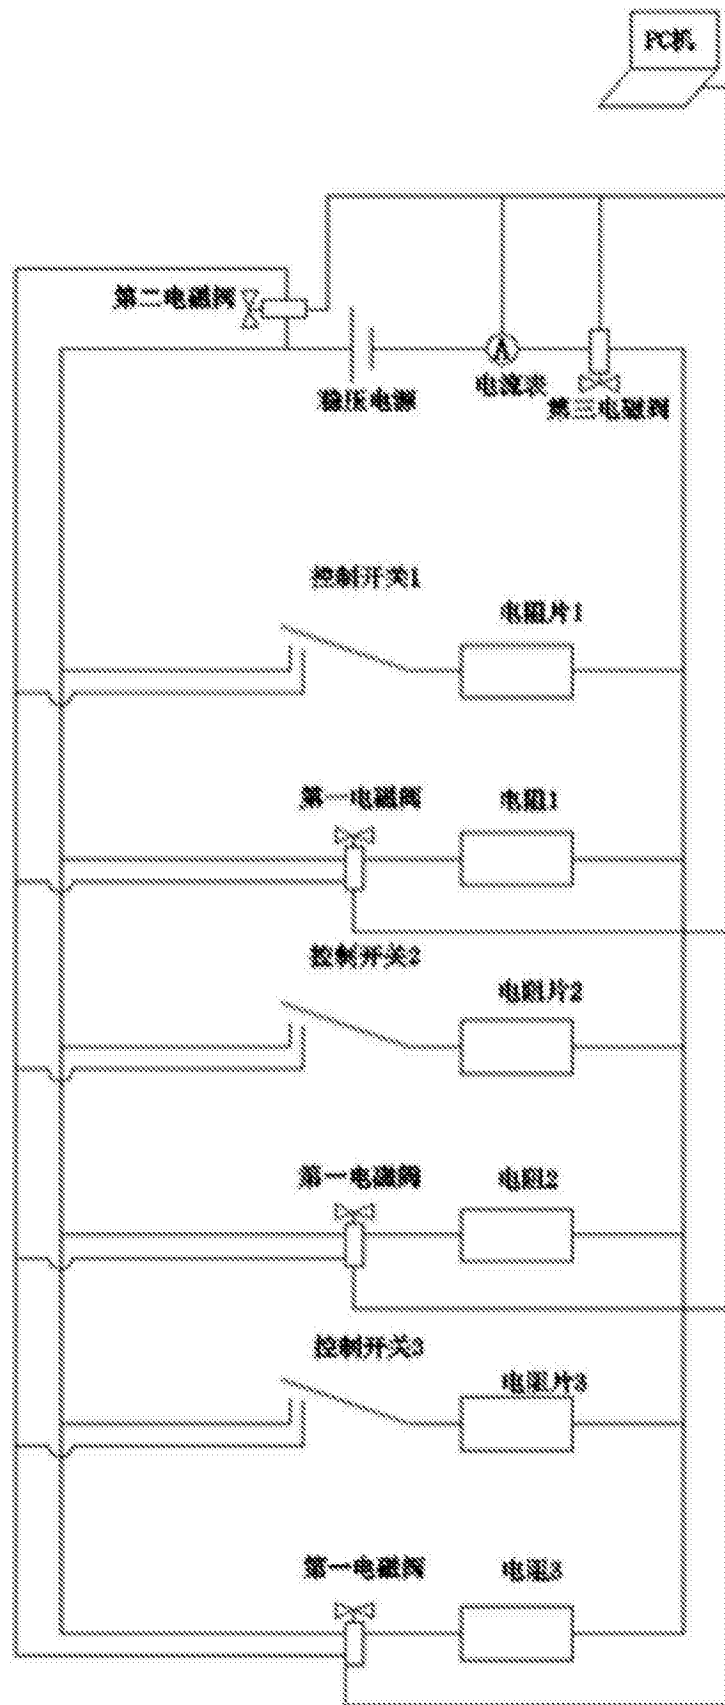 PC机
第二电磁阀
稳压电源
电流表
第三电磁阀
控制开关1
电阻片1
第一电磁阀
电阻1
控制开关2
电阻片2
第一电磁阀
电阻2
控制开关3
电阻片3
第一电磁阀
电阻3